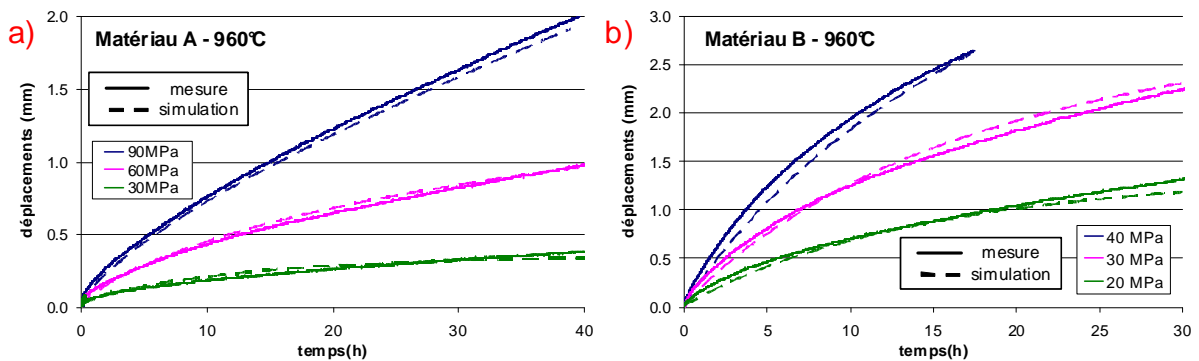 a)
Matériau A - 960°C
mesure
simulation
90MPa
60MPa
30MPa
déplacements (mm)
2.0
1.5
1.0
0.5
0.0
0
10
20
30
40
temps(h)
b)
Matériau B - 960°C
mesure
simulation
40 MPa
30 MPa
20 MPa
déplacements (mm)
3.0
2.5
2.0
1.5
1.0
0.5
0.0
0
5
10
15
20
25
30
temps(h)